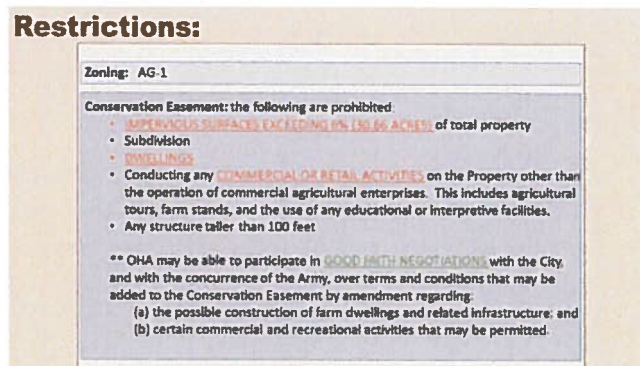 Restrictions:
Zoning: AG-1
Conservation Easement: the following are prohibited:
• IMPERVIOUS SURFACES EXCEEDING 6% (30.66 ACRES) of total property
• Subdivision
• DWELLINGS
• Conducting any COMMERCIAL OR RETAIL ACTIVITIES on the Property other than
the operation of commercial agricultural enterprises. This includes agricultural
tours, farm stands, and the use of any educational or interpretive facilities.
• Any structure taller than 100 feet
** OHA may be able to participate in GOOD FAITH NEGOTIATIONS with the City,
and with the concurrence of the Army, over terms and conditions that may be
added to the Conservation Easement by amendment regarding:
(a) the possible construction of farm dwellings and related infrastructure; and
(b) certain commercial and recreational activities that may be permitted.